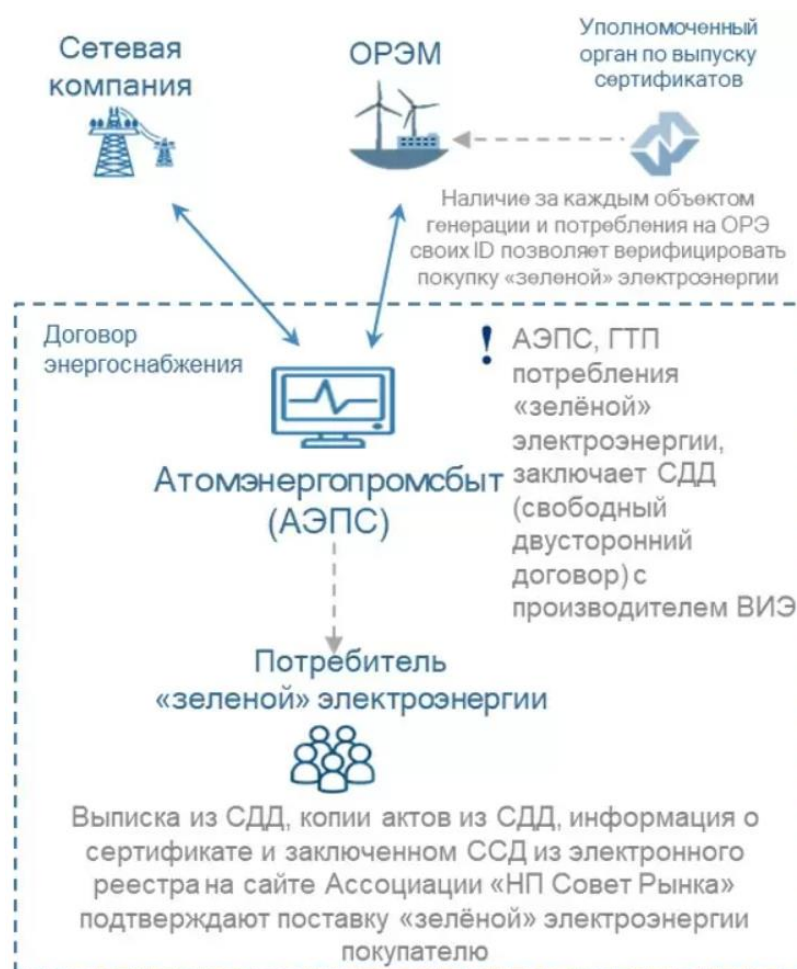 Сетевая
компания
ОРЭМ
Уполномоченный
орган по выпуску
сертификатов
Наличие за каждым объектом
генерации и потребления на ОРЭ
своих ID позволяет верифицировать
покупку «зеленой» электроэнергии
Договор
энергоснабжения
Атомэнергопромсбыт
(АЭПС)
! АЭПС, ГТП
потребления
«зелёной»
электроэнергии,
заключает СДД
(свободный
двусторонний
договор) с
производителем ВИЭ
Потребитель
«зеленой» электроэнергии
Выписка из СДД, копии актов из СДД, информация о
сертификате и заключенном ССД из электронного
реестра на сайте Ассоциации «НП Совет Рынка»
подтверждают поставку «зелёной» электроэнергии
покупателю